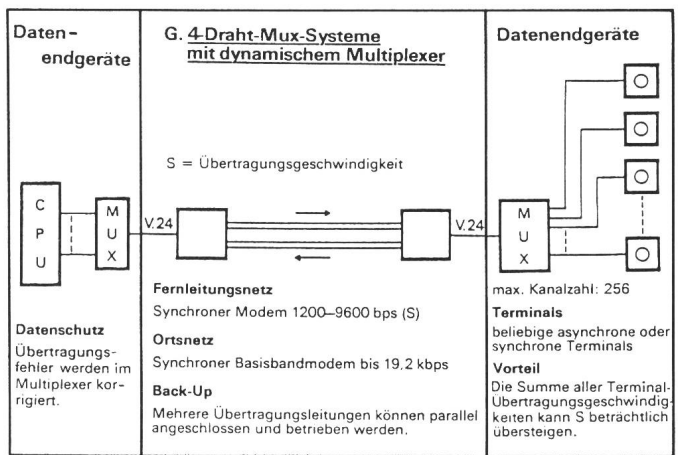 Daten-
endgeräte
G. 4-Draht-Mux-Systeme
mit dynamischem Multiplexer
Datenendgeräte
S = Übertragungsgeschwindigkeit
C
P
U
M
U
X
V.24
V.24
M
U
X
Datenschutz
Übertragungs-
fehler werden im
Multiplexer kor-
rigiert.
Fernleitungsnetz
Synchroner Modem 1200–9600 bps (S)
Ortsnetz
Synchroner Basisbandmodem bis 19,2 kbps
Back-Up
Mehrere Übertragungsleitungen können parallel
angeschlossen und betrieben werden.
max. Kanalzahl: 256
Terminals
beliebige asynchrone oder
synchrone Terminals
Vorteil
Die Summe aller Terminal-
Übertragungsgeschwindig-
keiten kann S beträchtlich
übersteigen.